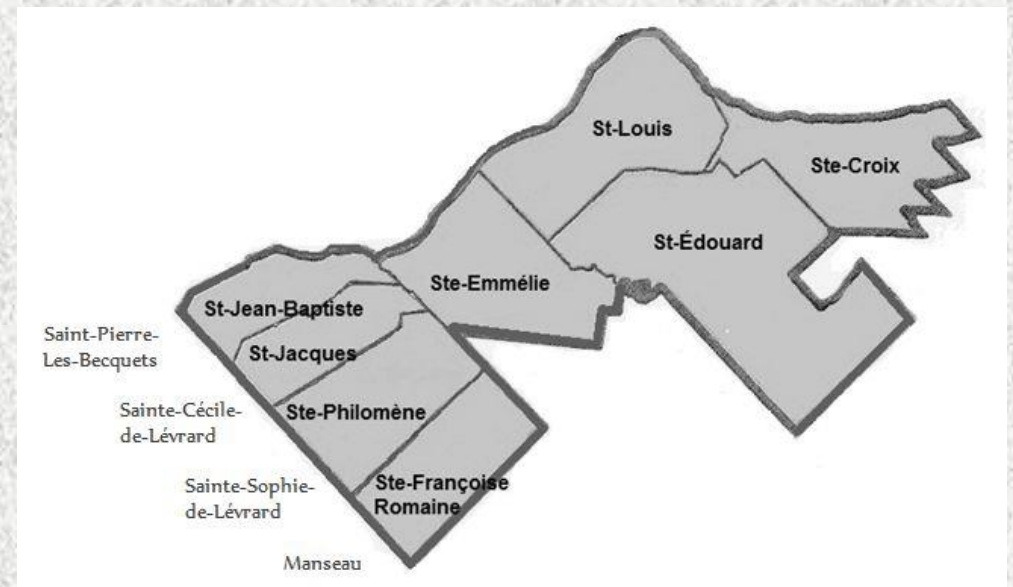 St-Louis
Ste-Croix
St-Édouard
Ste-Emmélie
St-Jean-Baptiste
Saint-Pierre-
Les-Becquets
St-Jacques
Sainte-Cécile-
de-Lévrard
Ste-Philomène
Sainte-Sophie-
de-Lévrard
Ste-Françoise
Romaine
Manseau